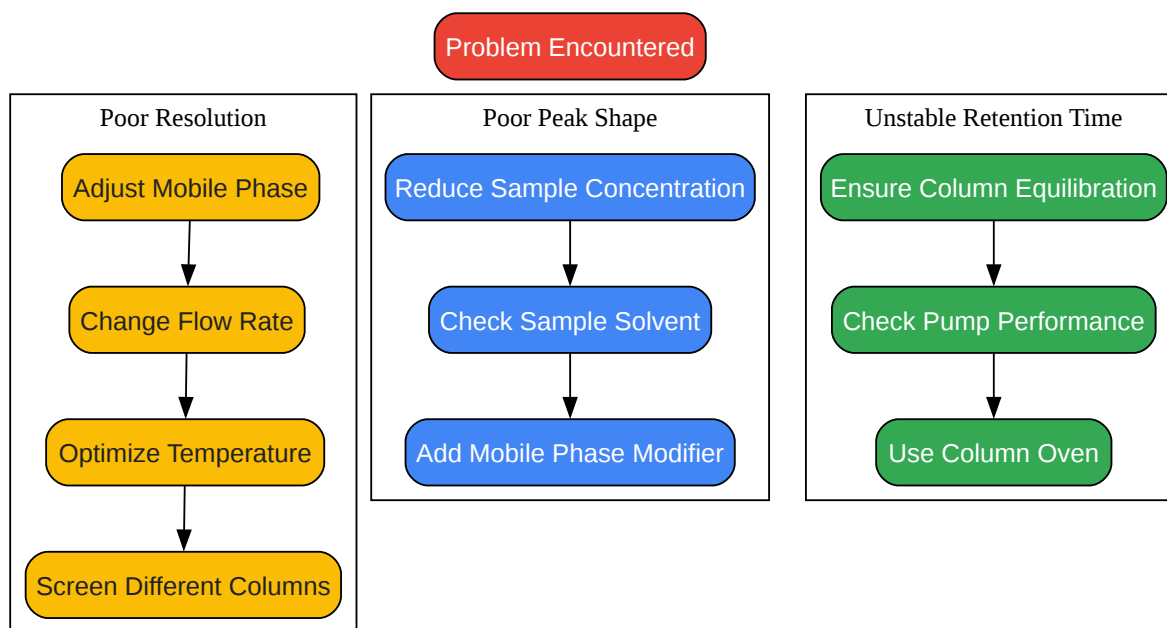 Problem Encountered
Poor Resolution
Adjust Mobile Phase
Change Flow Rate
Optimize Temperature
Screen Different Columns
Poor Peak Shape
Reduce Sample Concentration
Check Sample Solvent
Add Mobile Phase Modifier
Unstable Retention Time
Ensure Column Equilibration
Check Pump Performance
Use Column Oven